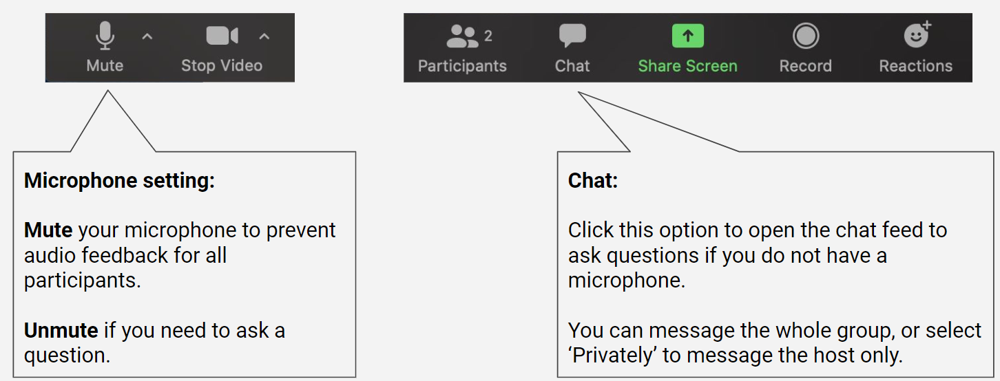 Mute
Stop Video
Participants
2
Chat
Share Screen
Record
Reactions
Microphone setting:
Mute your microphone to prevent
audio feedback for all
participants.
Unmute if you need to ask a
question.
Chat:
Click this option to open the chat feed to
ask questions if you do not have a
microphone.
You can message the whole group, or select
‘Privately’ to message the host only.